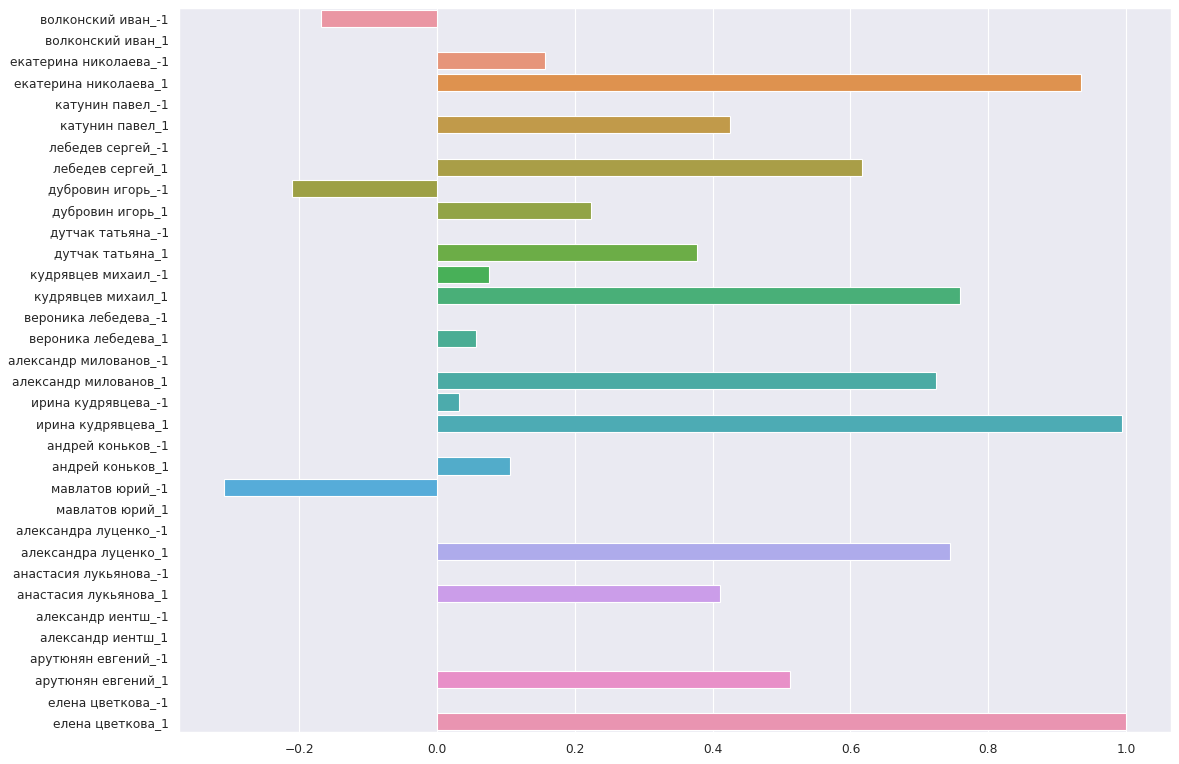 волконский иван_-1
волконский иван_1
екатерина николаева_-1
екатерина николаева_1
катунин павел_-1
катунин павел_1
лебедев сергей_-1
лебедев сергей_1
дубровин игорь_-1
дубровин игорь_1
дутчак татьяна_-1
дутчак татьяна_1
кудрявцев михаил_-1
кудрявцев михаил_1
вероника лебедева_-1
вероника лебедева_1
александр милованов_-1
александр милованов_1
ирина кудрявцева_-1
ирина кудрявцева_1
андрей коньков_-1
андрей коньков_1
мавлатов юрий_-1
мавлатов юрий_1
александра луценко_-1
александра луценко_1
анастасия лукьянова_-1
анастасия лукьянова_1
александр иентш_-1
александр иентш_1
арутюнян евгений_-1
арутюнян евгений_1
елена цветкова_-1
елена цветкова_1
−0.2 0.0 0.2 0.4 0.6 0.8 1.0